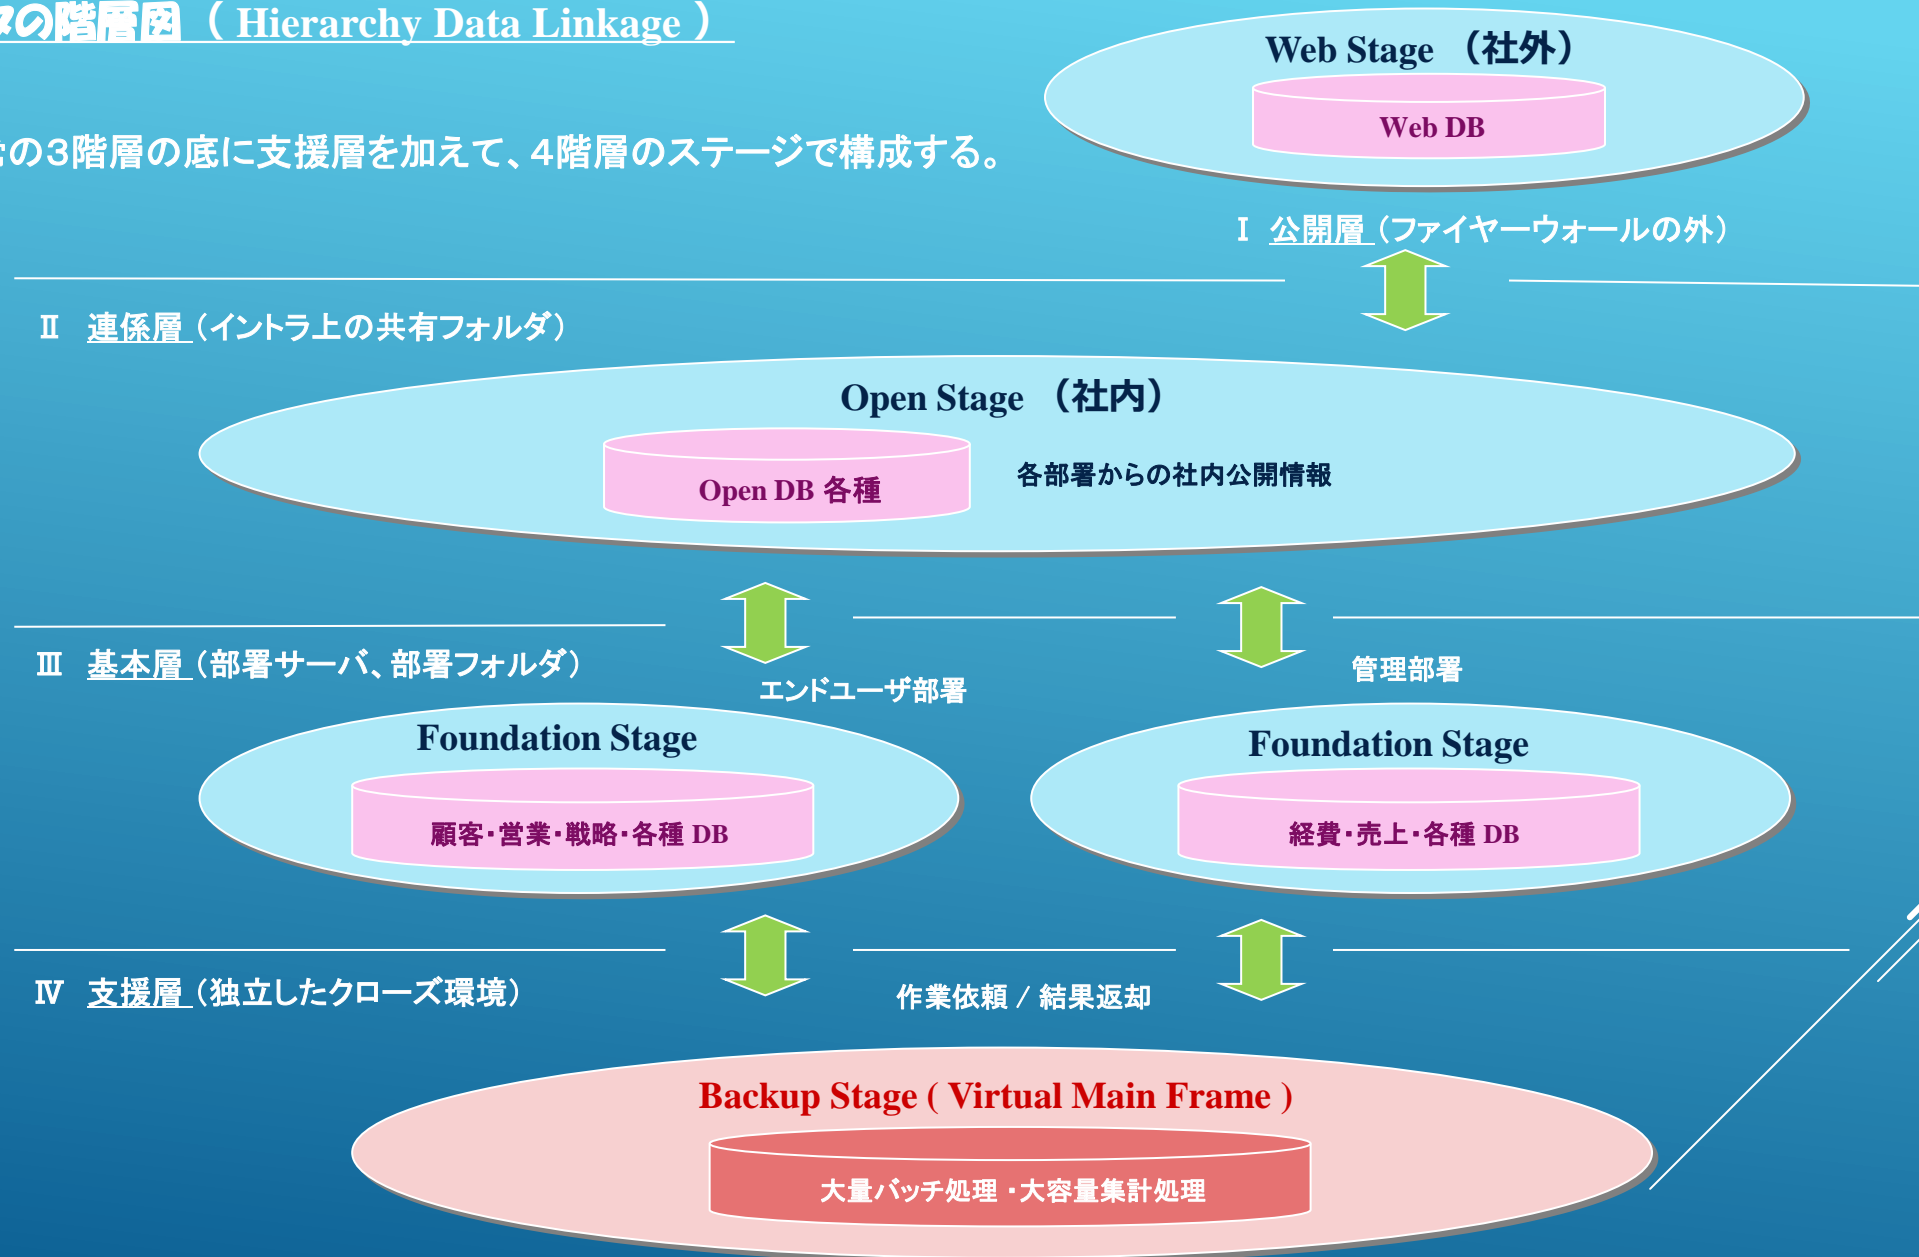 タの階層図（ Hierarchy Data Linkage ）
の３階層の底に支援層を加えて、４階層のステージで構成する。
Web Stage （社外）
Web DB
Ⅰ 公開層（ファイヤーウォールの外）
Ⅱ 連係層（イントラ上の共有フォルダ）
Open Stage （社内）
Open DB 各種
各部署からの社内公開情報
Ⅲ 基本層（部署サーバ、部署フォルダ）
エンドユーザ部署
管理部署
Foundation Stage
顧客・営業・戦略・各種 DB
Foundation Stage
経費・売上・各種 DB
Ⅳ 支援層（独立したクローズ環境）
作業依頼 / 結果返却
Backup Stage ( Virtual Main Frame )
大量バッチ処理 ・大容量集計処理